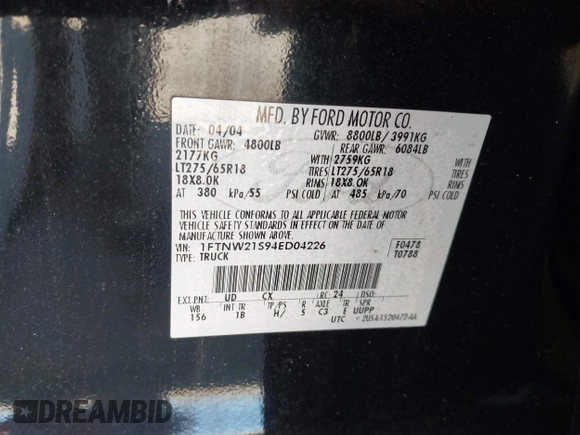 MFD. BY FORD MOTOR CO.
DATE: 04/04 GVWR: 8800LB/ 3991KG
FRONT GAWR: 4800LB REAR GAWR: 6084LB
2177KG WITH 2759KG WITH
LT275/65R18 TIRES LT275/65R18 TIRES
18X8.0K RIMS 18X8.0K RIMS
AT 380 kPa/55 PSI COLD AT 485 kPa/70 PSI COLD
THIS VEHICLE CONFORMS TO ALL APPLICABLE FEDERAL MOTOR
VEHICLE SAFETY STANDARDS IN EFFECT ON THE DATE OF
MANUFACTURE SHOWN ABOVE.
VIN: 1FTNW21S94ED04226 F0478
TYPE: TRUCK T0788
EXT PNT: UD CX RC: 24 DSO:
WB INT TR TP/PS R AXLE TR SPR
156 1B H/ 5 C3 E UUPP
UTC
DREAMBID